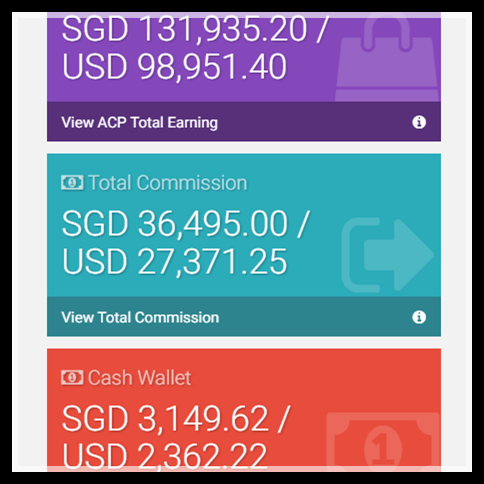 SGD 131,935.20 /
USD 98,951.40
View ACP Total Earning
Total Commission
SGD 36,495.00 /
USD 27,371.25
View Total Commission
Cash Wallet
SGD 3,149.62 /
USD 2,362.22
1